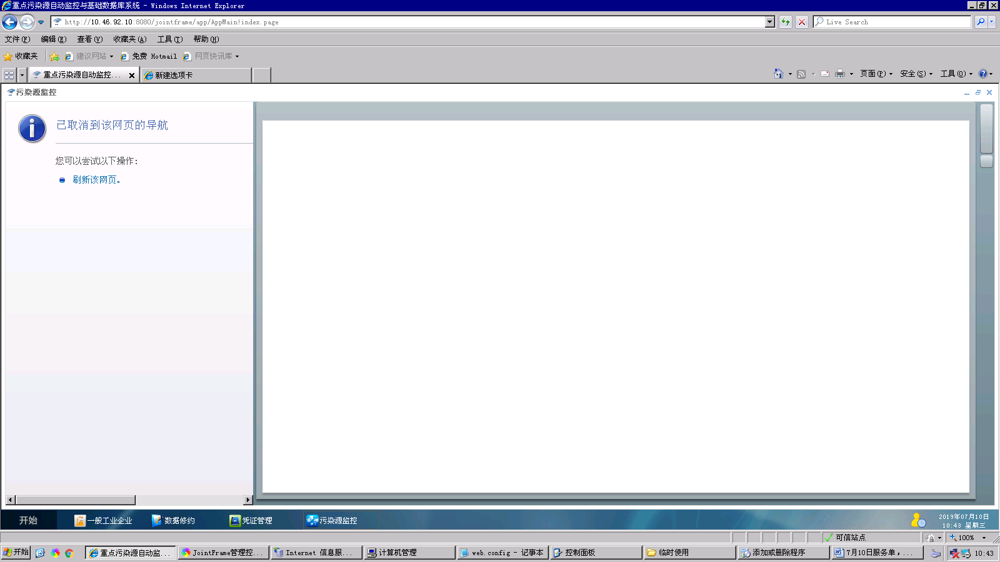 重点污染源自动监控与基础数据库系统 - Windows Internet Explorer
http://10.46.92.10:8080/jointframe/app/AppMain!index.page
Live Search
文件(F) 编辑(E) 查看(V) 收藏夹(A) 工具(T) 帮助(H)
收藏夹 建议网站 免费 Hotmail 网页快讯库
重点污染源自动监控... 新建选项卡 页面(P) 安全(S) 工具(O)
污染源监控
已取消到该网页的导航
您可以尝试以下操作:
刷新该网页。
开始 一般工业企业 数据修约 凭证管理 污染源监控
2019年07月10日
10:43 星期三
可信站点 100%
开始 重点污染源自动监... JointFrame管理控... Internet 信息服... 计算机管理 web.config - 记事本 控制面板 临时使用 添加或删除程序 7月10日服务单，... 10:43